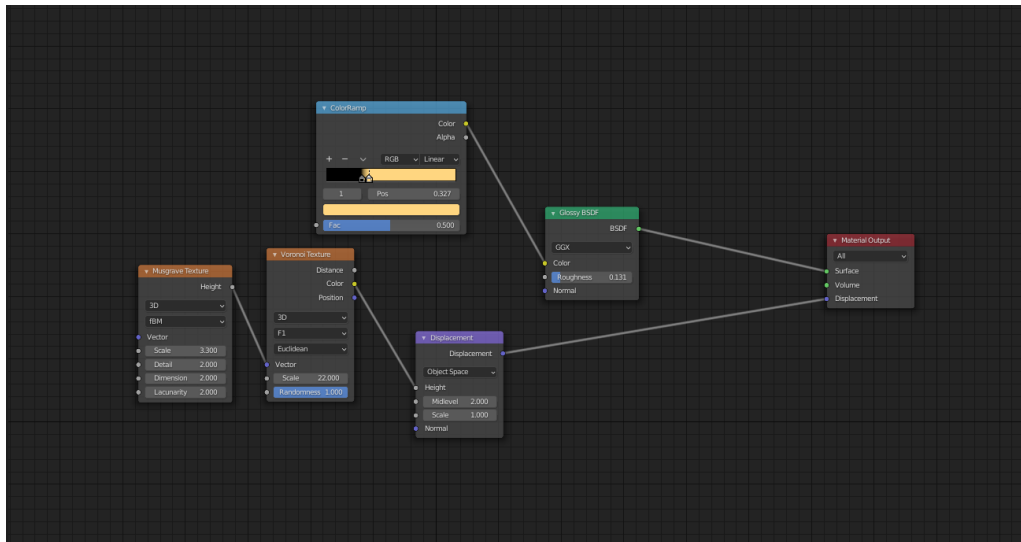 ColorRamp
Color
Alpha
+ − RGB Linear
1 Pos 0.327
Fac 0.500
Glossy BSDF
BSDF
GGX
Color
Roughness 0.131
Normal
Material Output
All
Surface
Volume
Displacement
Musgrave Texture
Height
3D
fBM
Vector
Scale 3.300
Detail 2.000
Dimension 2.000
Lacunarity 2.000
Voronoi Texture
Distance
Color
Position
3D
F1
Euclidean
Vector
Scale 22.000
Randomness 1.000
Displacement
Displacement
Object Space
Height
Midlevel 2.000
Scale 1.000
Normal